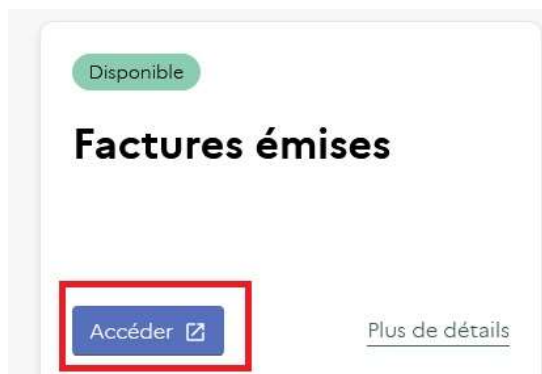 Disponible
Factures émises
Accéder
Plus de détails